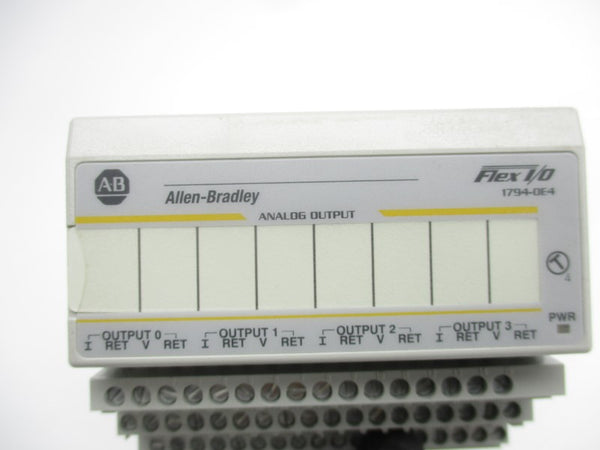 AB
Allen-Bradley
Flex I/O
1794-OE4
ANALOG OUTPUT
4
PWR
OUTPUT 0 OUTPUT 1 OUTPUT 2 OUTPUT 3
I RET V RET I RET V RET I RET V RET I RET V RET